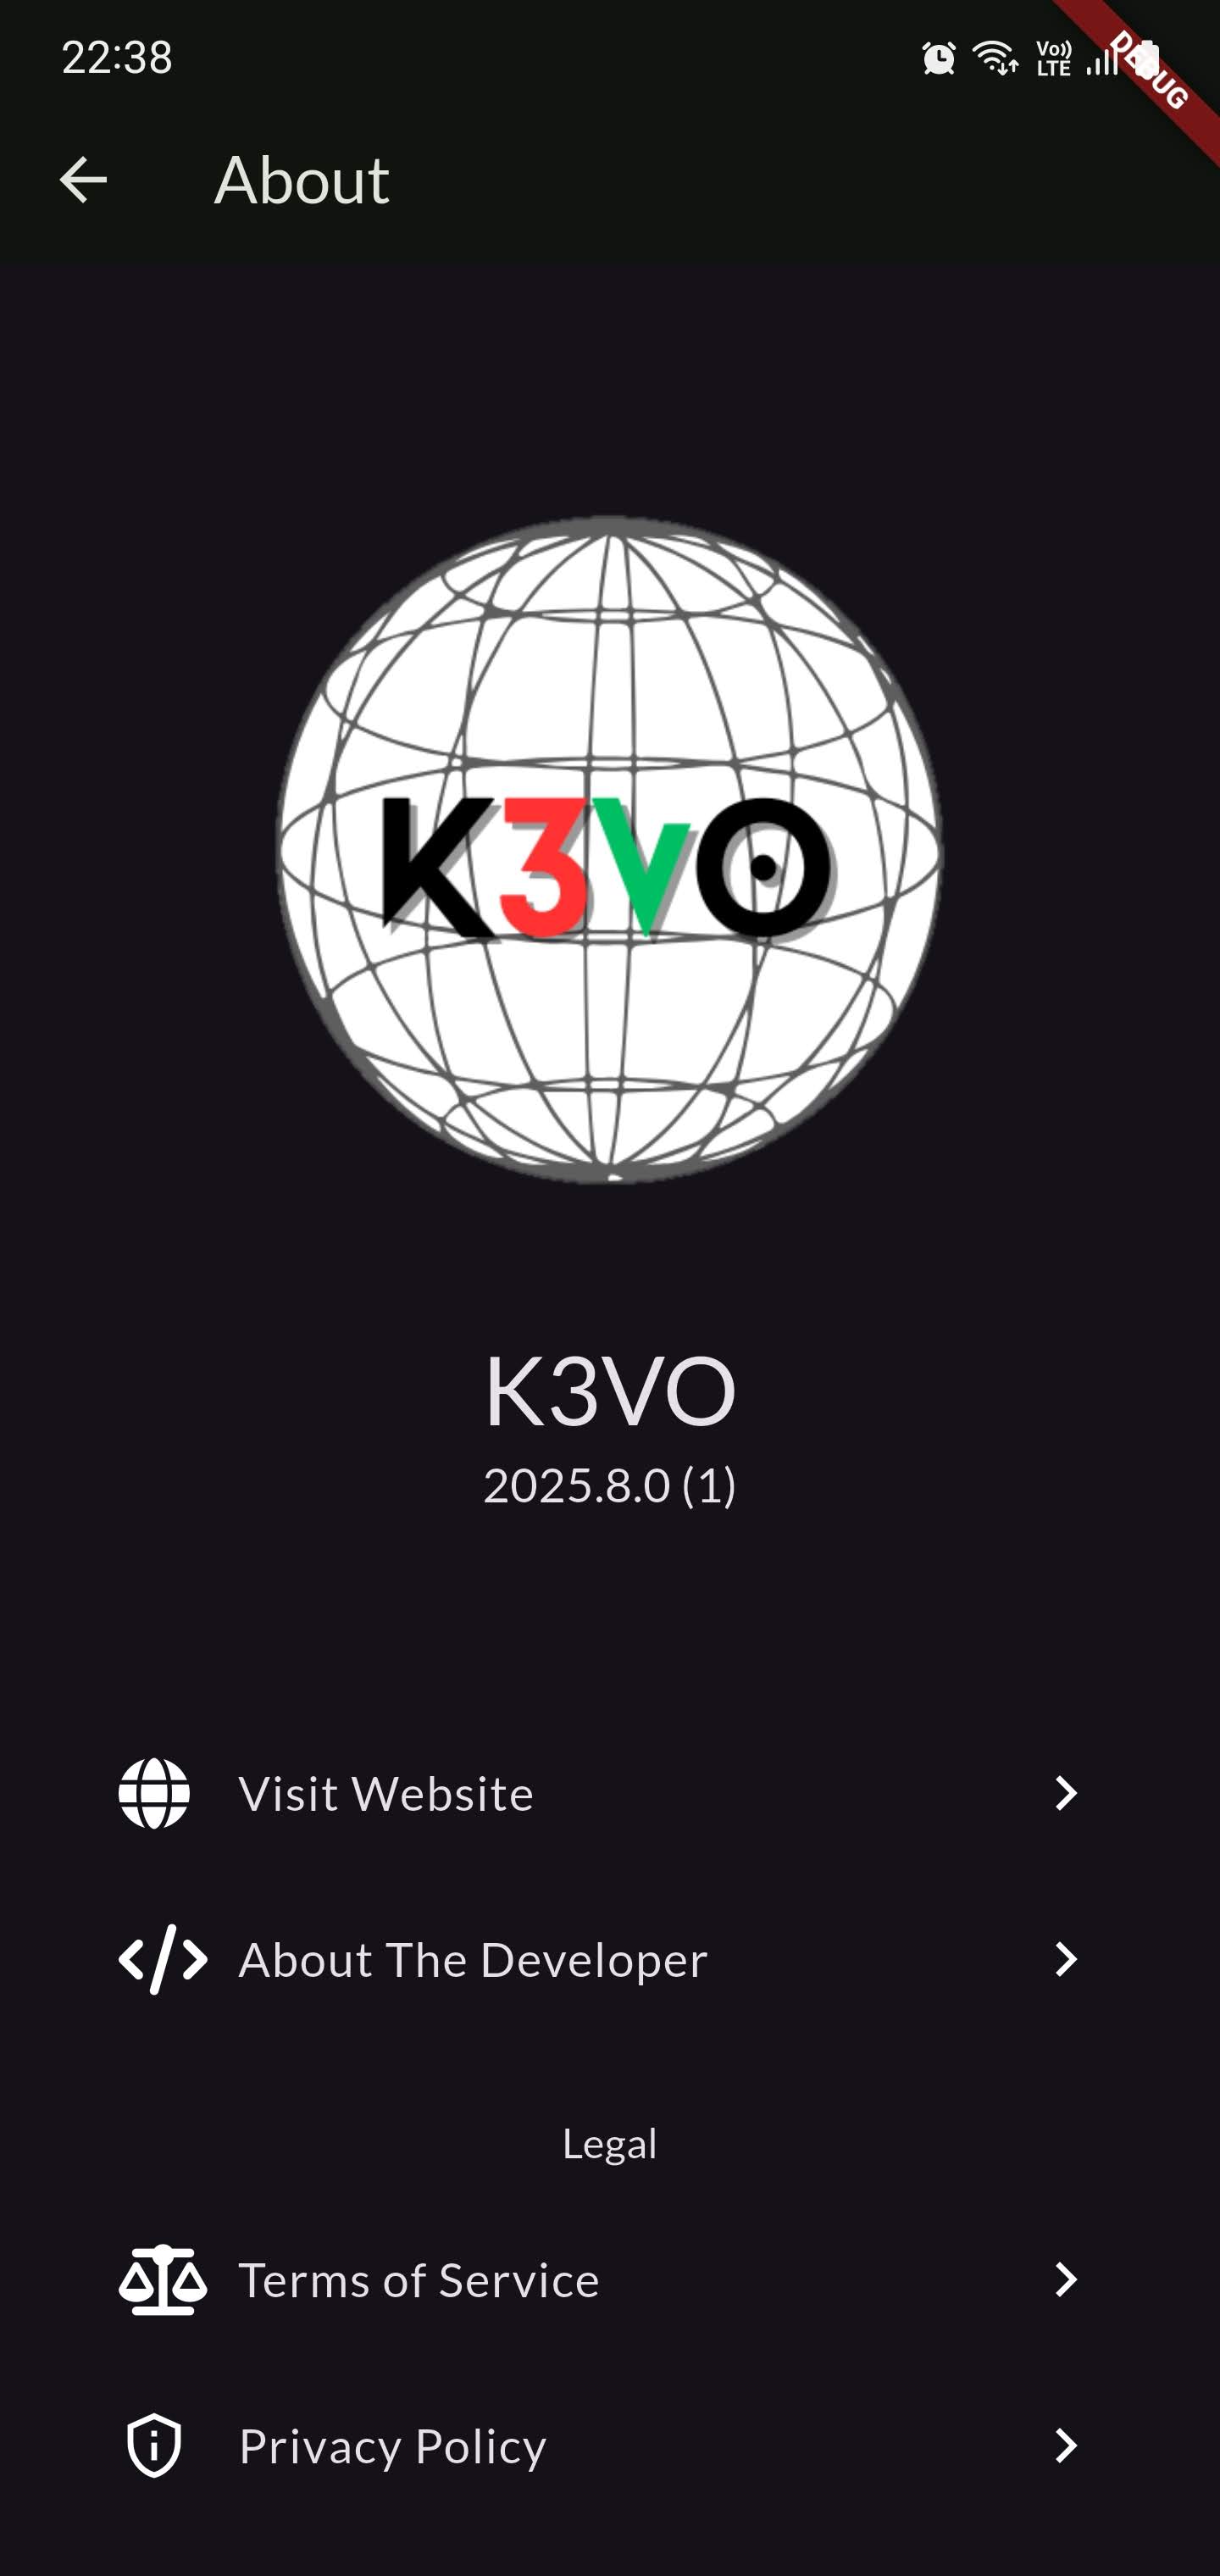 22:38
Vo)) LTE
DEBUG
About
K3VO
K3VO
2025.8.0 (1)
Visit Website
About The Developer
Legal
Terms of Service
Privacy Policy